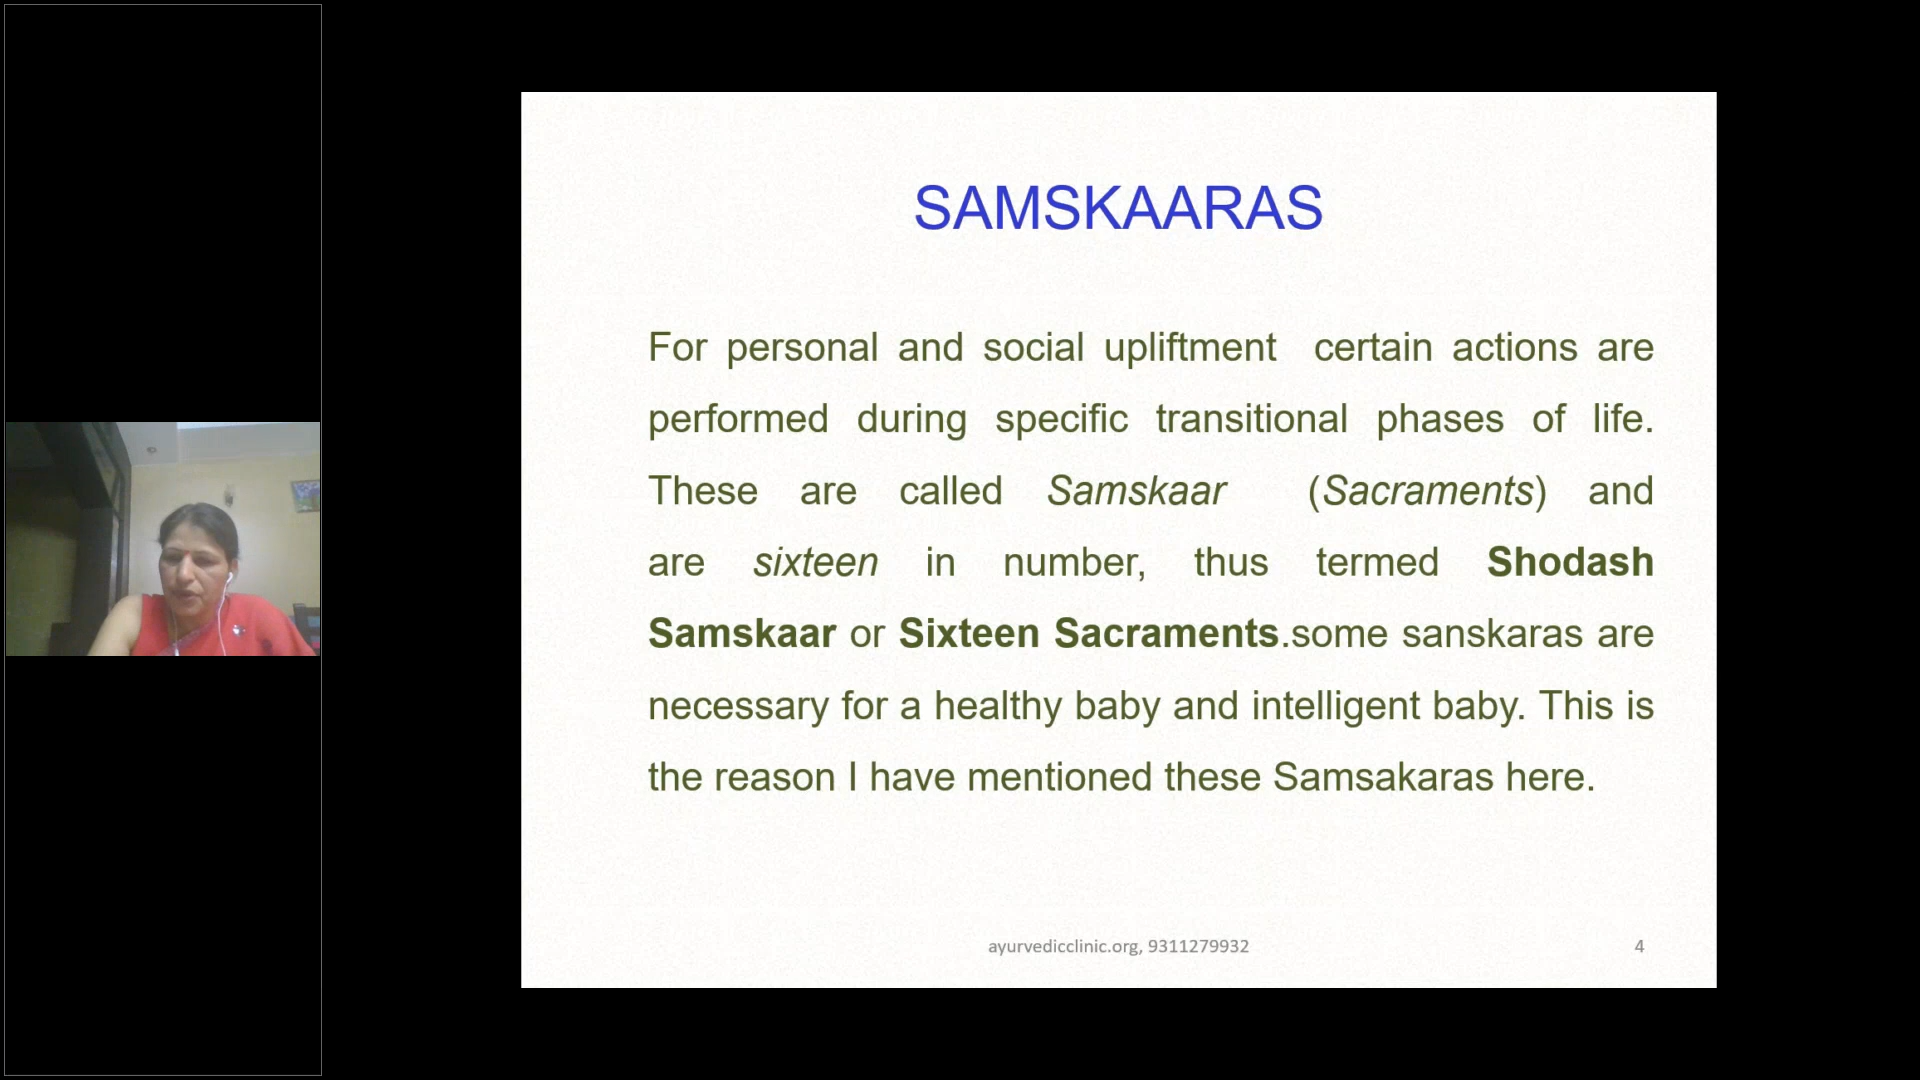 SAMSKAARAS
For personal and social upliftment certain actions are
performed during specific transitional phases of life.
These are called Samskaar (Sacraments) and
are sixteen in number, thus termed Shodash
Samskaar or Sixteen Sacraments.some sanskaras are
necessary for a healthy baby and intelligent baby. This is
the reason I have mentioned these Samsakaras here.
ayurvedicclinic.org, 9311279932
4